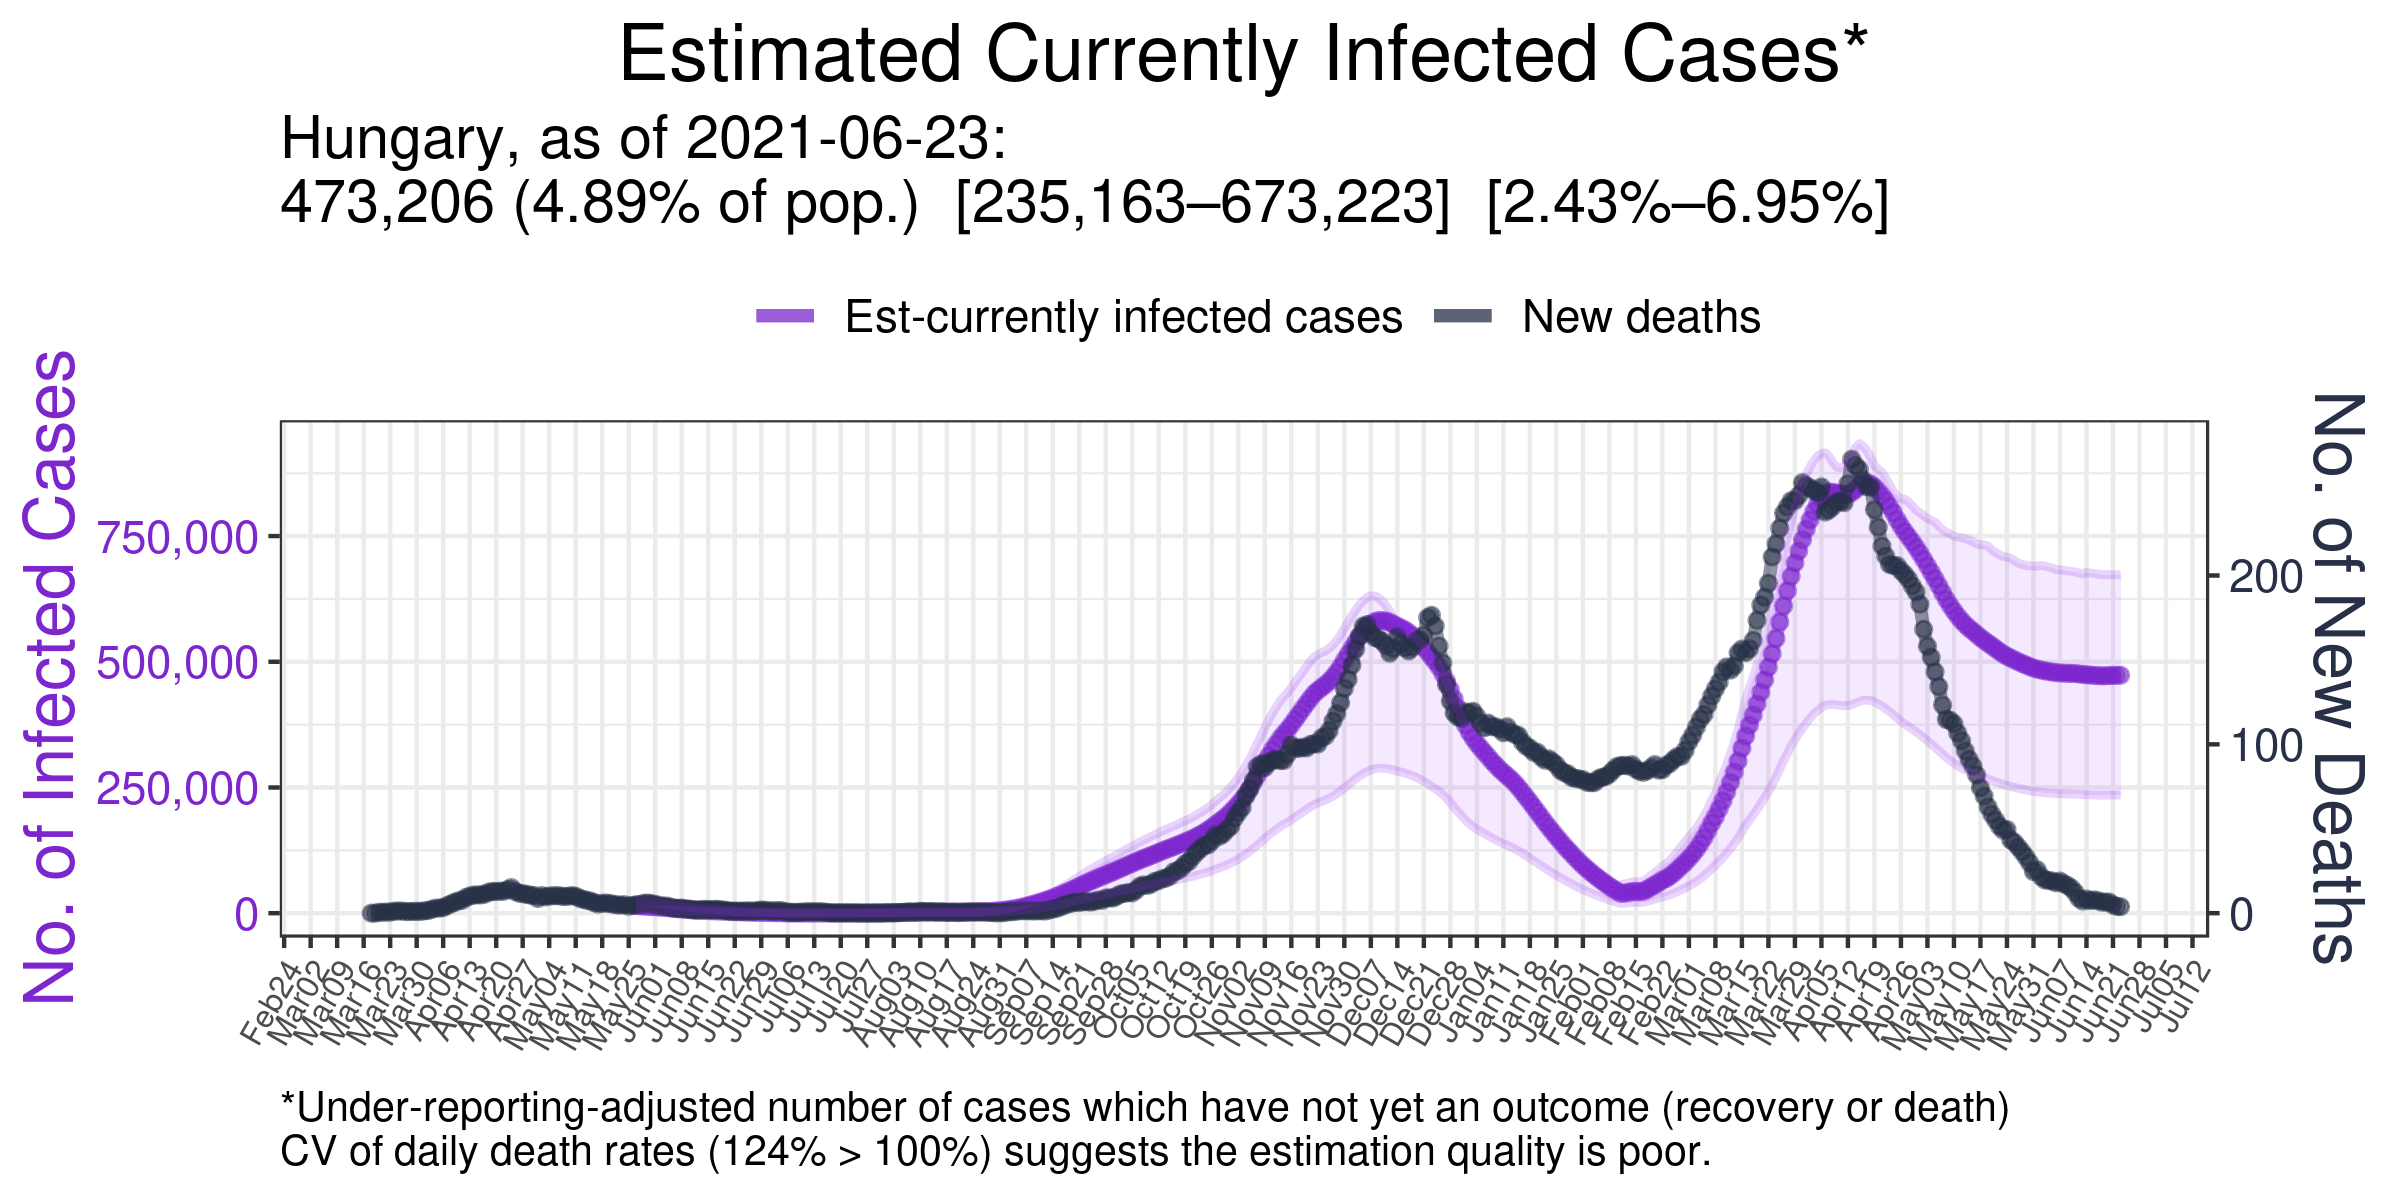 Estimated Currently Infected Cases*
Hungary, as of 2021-06-23:
473,206 (4.89% of pop.)  [235,163–673,223]  [2.43%–6.95%]
Est-currently infected cases
New deaths
No. of Infected Cases
750,000
500,000
250,000
0
No. of New Deaths
200
100
0
Feb24
Mar02
Mar09
Mar16
Mar23
Mar30
Apr06
Apr13
Apr20
Apr27
May04
May11
May18
May25
Jun01
Jun08
Jun15
Jun22
Jun29
Jul06
Jul13
Jul20
Jul27
Aug03
Aug10
Aug17
Aug24
Aug31
Sep07
Sep14
Sep21
Sep28
Oct05
Oct12
Oct19
Oct26
Nov02
Nov09
Nov16
Nov23
Nov30
Dec07
Dec14
Dec21
Dec28
Jan04
Jan11
Jan18
Jan25
Feb01
Feb08
Feb15
Feb22
Mar01
Mar08
Mar15
Mar22
Mar29
Apr05
Apr12
Apr19
Apr26
May03
May10
May17
May24
May31
Jun07
Jun14
Jun21
Jun28
Jul05
Jul12
*Under-reporting-adjusted number of cases which have not yet an outcome (recovery or death)
CV of daily death rates (124% > 100%) suggests the estimation quality is poor.